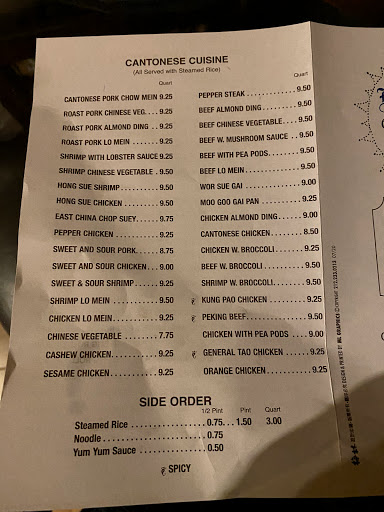 CANTONESE CUISINE
(All Served with Steamed Rice)
Quart
CANTONESE PORK CHOW MEIN 9.25
ROAST PORK CHINESE VEG. . . . 9.25
ROAST PORK ALMOND DING . . 9.25
ROAST PORK LO MEIN . . . . . . . . 9.25
SHRIMP WITH LOBSTER SAUCE 9.25
SHRIMP CHINESE VEGETABLE . 9.50
HONG SUE SHRIMP . . . . . . . . . . 9.50
HONG SUE CHICKEN . . . . . . . . . 9.50
EAST CHINA CHOP SUEY . . . . . . 9.75
PEPPER CHICKEN . . . . . . . . . . . 9.25
SWEET AND SOUR PORK . . . . . . 8.75
SWEET AND SOUR CHICKEN . . . 9.00
SWEET & SOUR SHRIMP . . . . . . 9.25
SHRIMP LO MEIN . . . . . . . . . . . . 9.50
CHICKEN LO MEIN . . . . . . . . . . . 9.25
CHINESE VEGETABLE . . . . . . . . 7.75
CASHEW CHICKEN . . . . . . . . . . . 9.25
SESAME CHICKEN . . . . . . . . . . . 9.25
Quart
PEPPER STEAK . . . . . . . . . . . . . 9.50
BEEF ALMOND DING . . . . . . . . . 9.50
BEEF CHINESE VEGETABLE . . . . 9.50
BEEF W. MUSHROOM SAUCE . . 9.50
BEEF WITH PEA PODS . . . . . . . . 9.50
BEEF LO MEIN . . . . . . . . . . . . . . 9.50
WOR SUE GAI . . . . . . . . . . . . . . 9.00
MOO GOO GAI PAN . . . . . . . . . . 9.25
CHICKEN ALMOND DING . . . . . . 9.00
CANTONESE CHICKEN . . . . . . . . 8.50
CHICKEN W. BROCCOLI . . . . . . . 9.25
BEEF W. BROCCOLI . . . . . . . . . . 9.50
SHRIMP W. BROCCOLI . . . . . . . . 9.50
KUNG PAO CHICKEN . . . . . . . . . 9.25
PEKING BEEF . . . . . . . . . . . . . . 9.50
CHICKEN WITH PEA PODS . . . . 9.00
GENERAL TAO CHICKEN . . . . . . 9.25
ORANGE CHICKEN . . . . . . . . . . . 9.25
SIDE ORDER
1/2 Pint Pint Quart
Steamed Rice . . . . . . . . . . . . . . . . 0.75 . . . 1.50 3.00
Noodle . . . . . . . . . . . . . . . . . . . . . 0.75
Yum Yum Sauce . . . . . . . . . . . . . . 0.50
SPICY